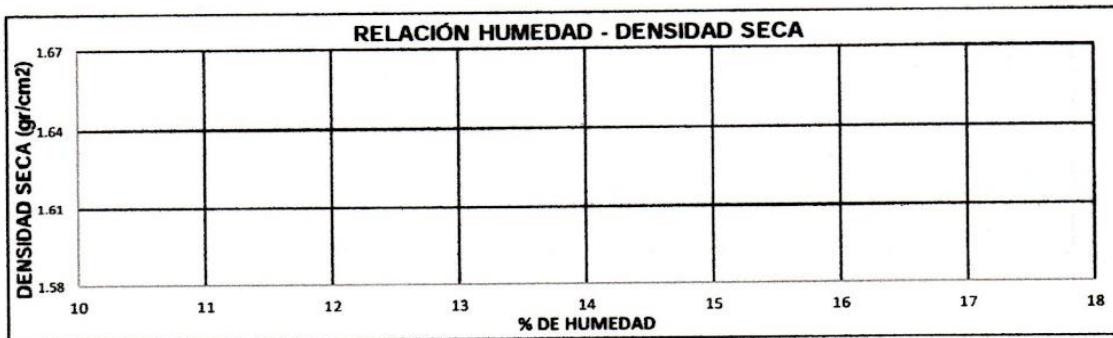 RELACIÓN HUMEDAD - DENSIDAD SECA
DENSIDAD SECA (gr/cm2)
1.67
1.64
1.61
1.58
10 11 12 13 14 15 16 17 18
% DE HUMEDAD